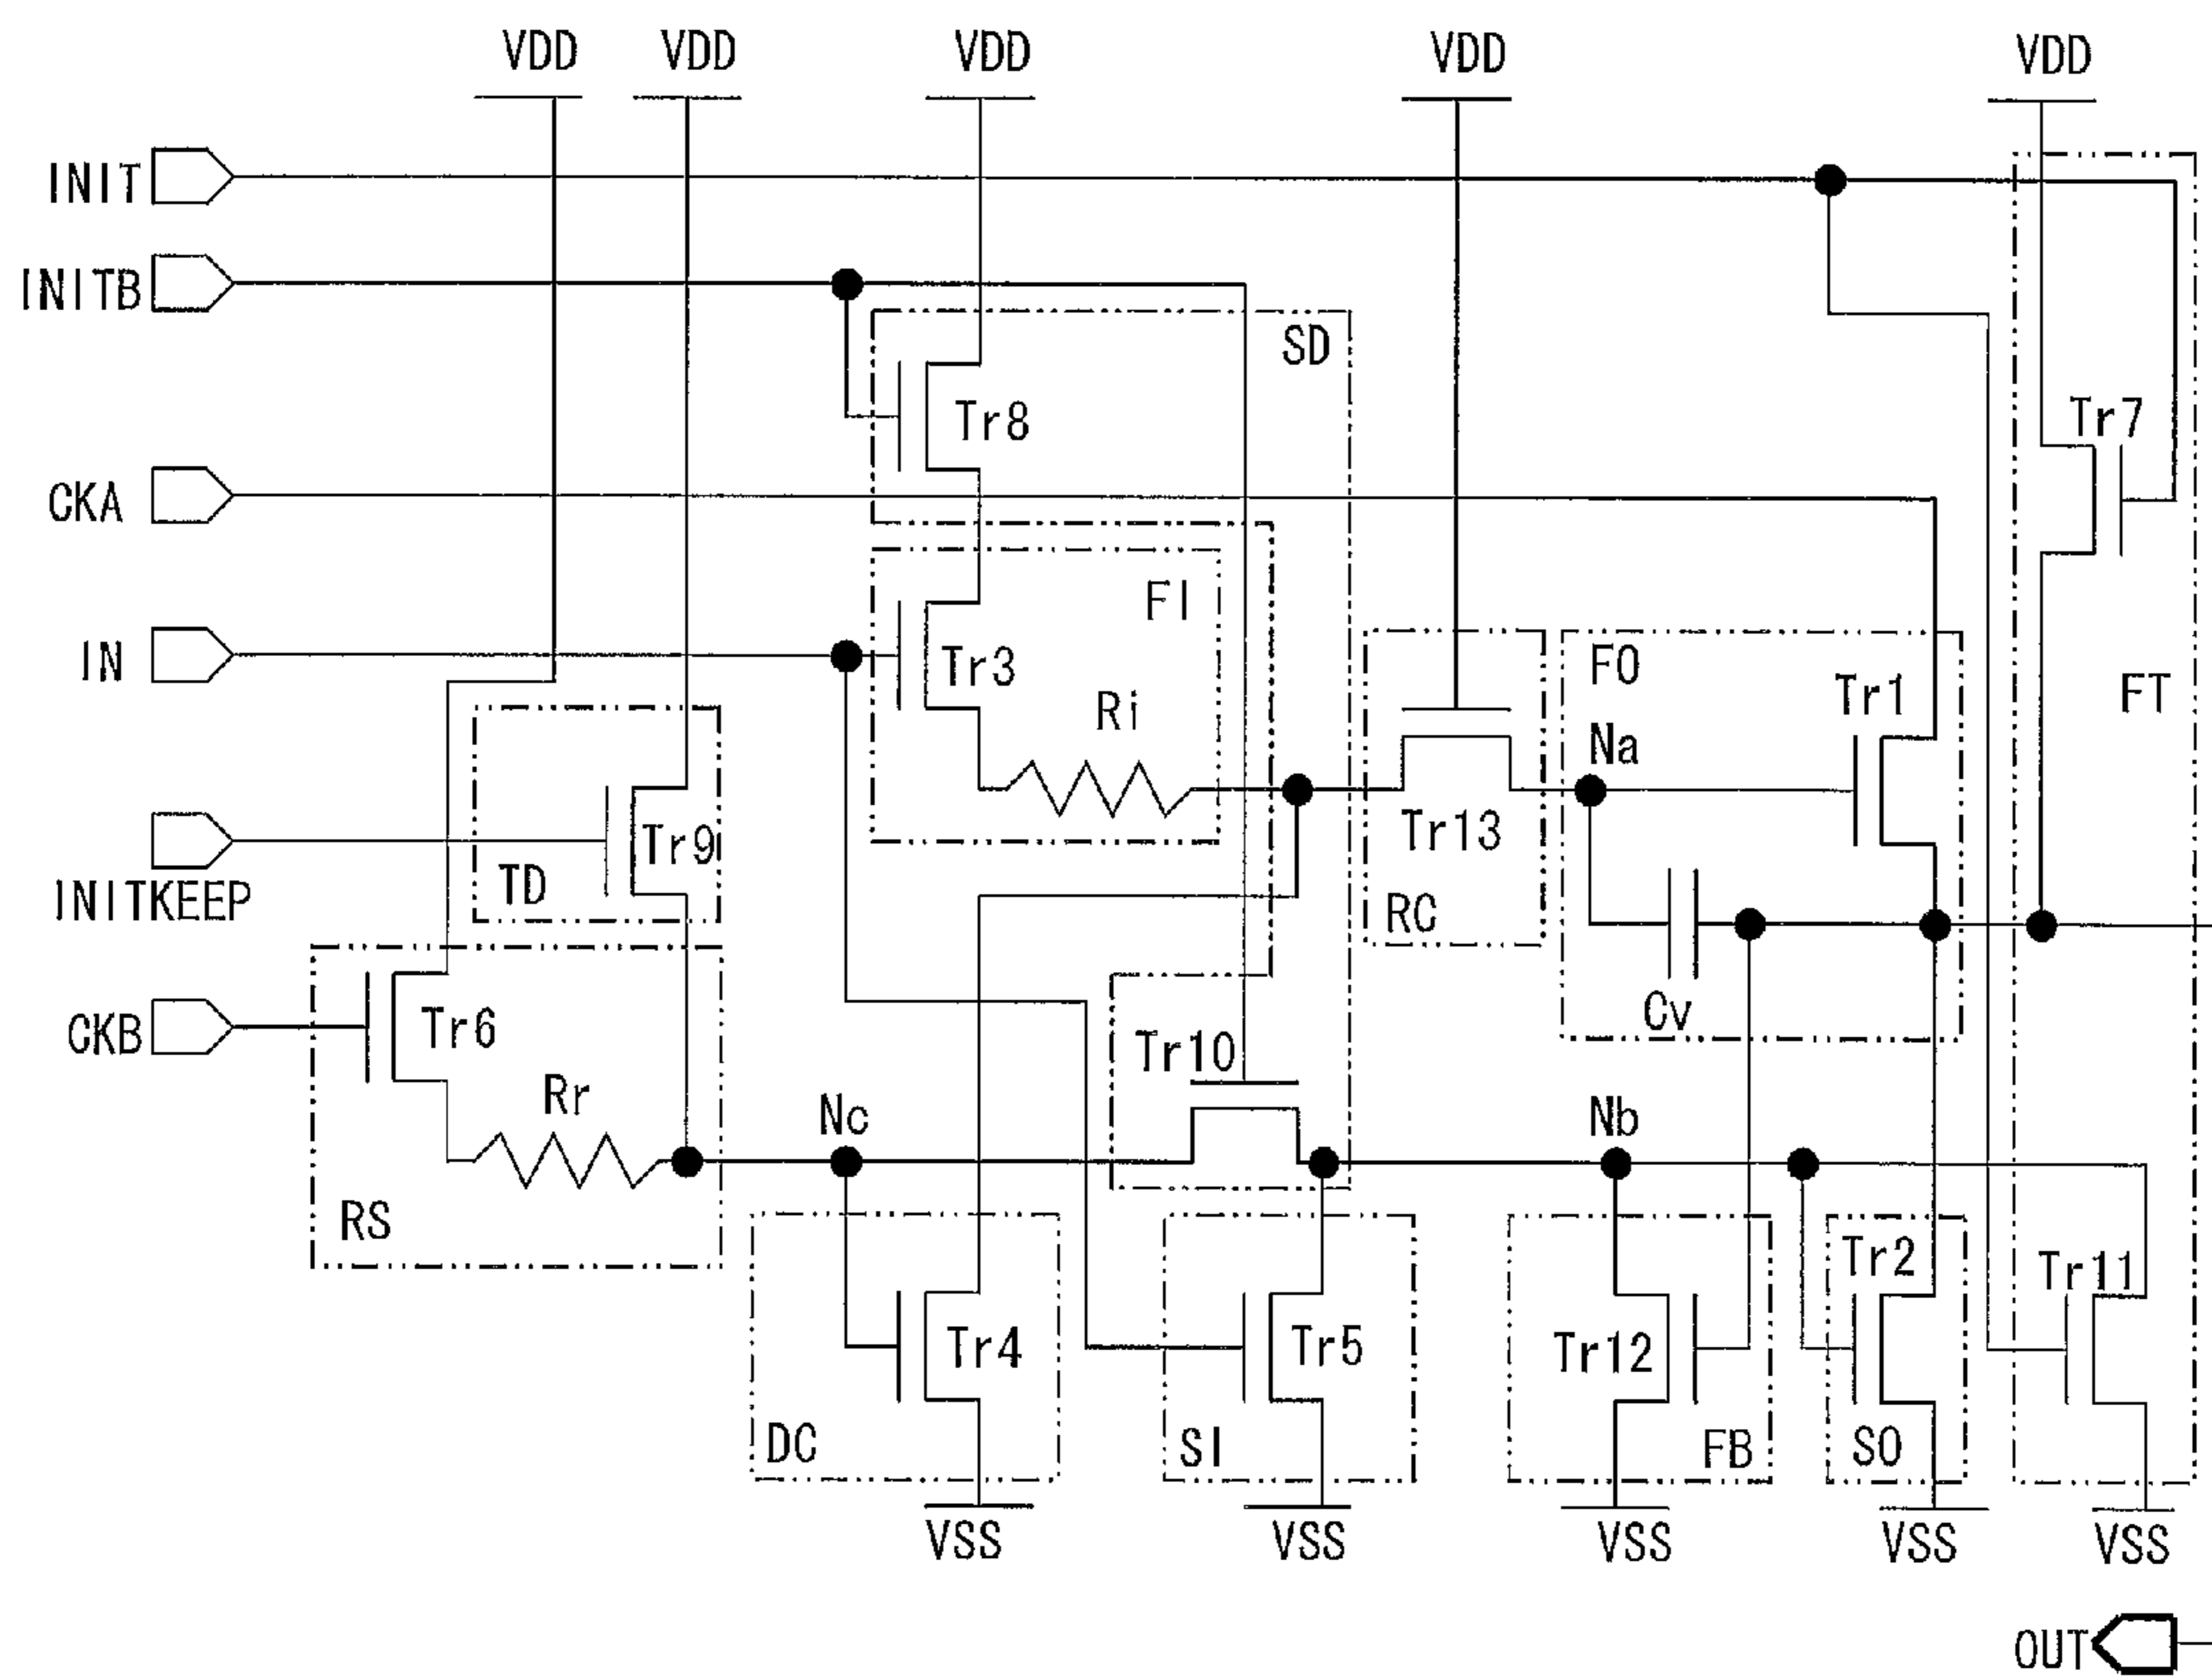 VDD
VDD
VDD
VDD
VDD
INIT
INITB
SD
Tr8
Tr7
CKA
FI
IN
Tr3
FO
Tr1
FT
Ri
Na
Tr9
Tr13
TD
INITKEEP
RC
Cv
CKB
Tr6
Tr10
Rr
Nc
Nb
RS
Tr2
Tr11
Tr4
Tr5
Tr12
DC
SI
FB
SO
VSS
VSS
VSS
VSS
VSS
OUT